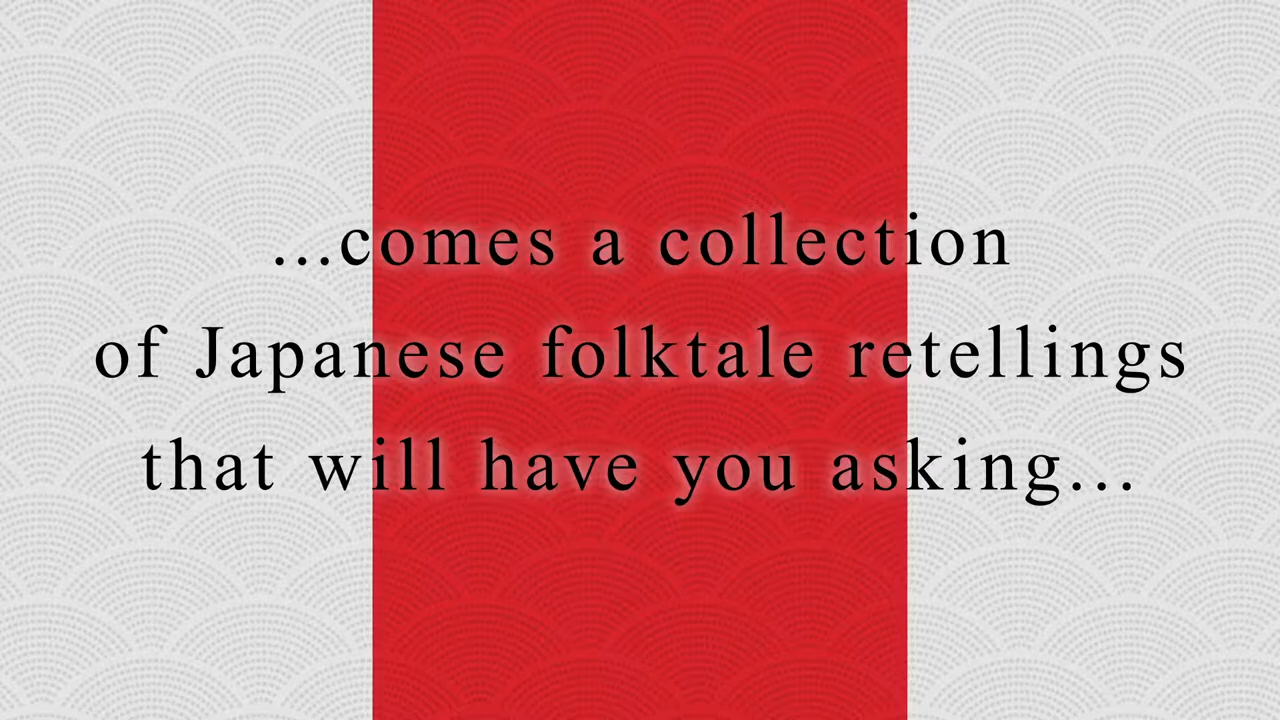 ...comes a collection
of Japanese folktale retellings
that will have you asking...